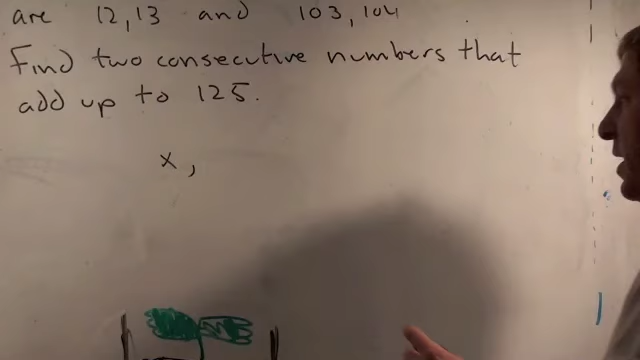 are 12,13 and 103,104
Find two consecutive numbers that
add up to 125.
x,